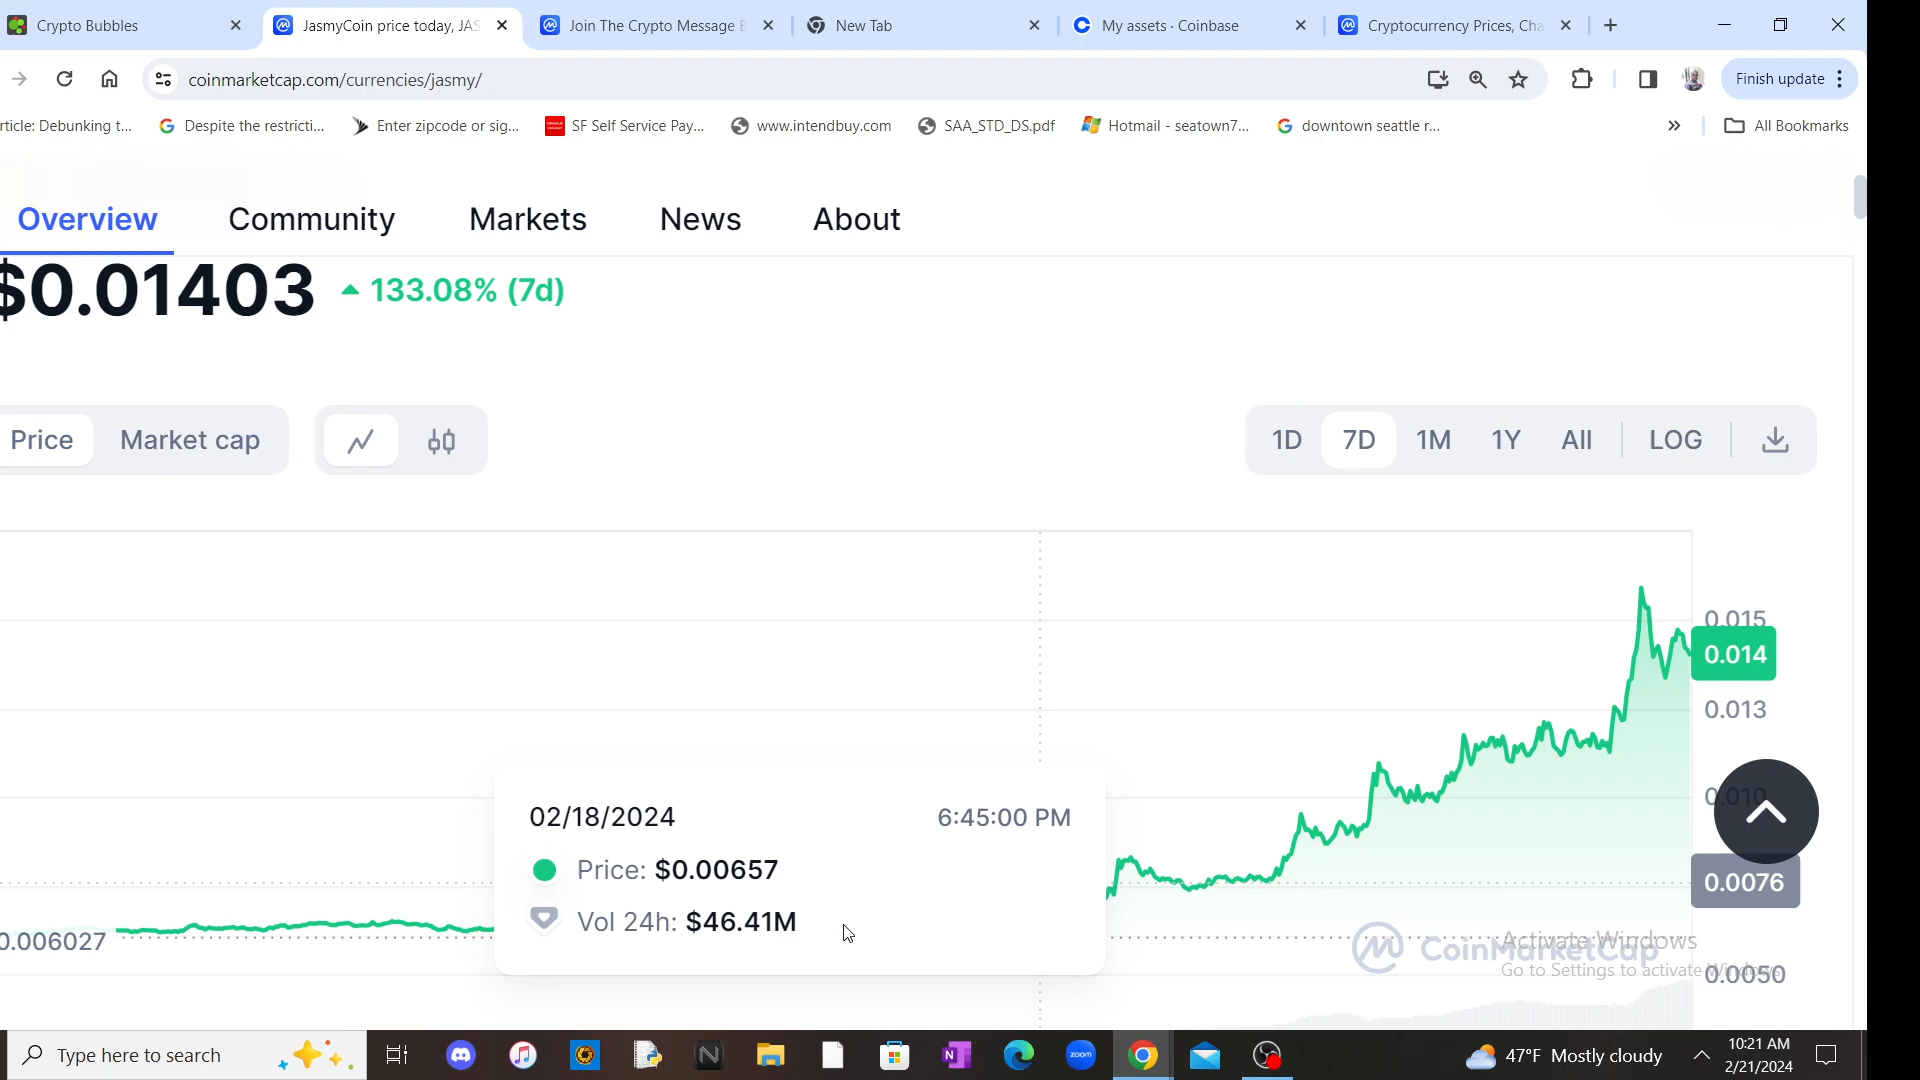 Crypto Bubbles
JasmyCoin price today, JAS
Join The Crypto Message B
New Tab
My assets · Coinbase
Cryptocurrency Prices, Cha
coinmarketcap.com/currencies/jasmy/
Finish update
rticle: Debunking t...
Despite the restricti...
Enter zipcode or sig...
SF Self Service Pay...
www.intendbuy.com
SAA_STD_DS.pdf
Hotmail - seatown7...
downtown seattle r...
»
All Bookmarks
Overview
Community
Markets
News
About
$0.01403
133.08% (7d)
Price
Market cap
1D
7D
1M
1Y
All
LOG
0.015
0.014
0.013
0.010
0.0076
0.0050
02/18/2024
6:45:00 PM
Price: $0.00657
Vol 24h: $46.41M
0.006027
CoinMarketCap
Activate Windows
Go to Settings to activate Windows.
Type here to search
zoom
N
47°F Mostly cloudy
10:21 AM
2/21/2024